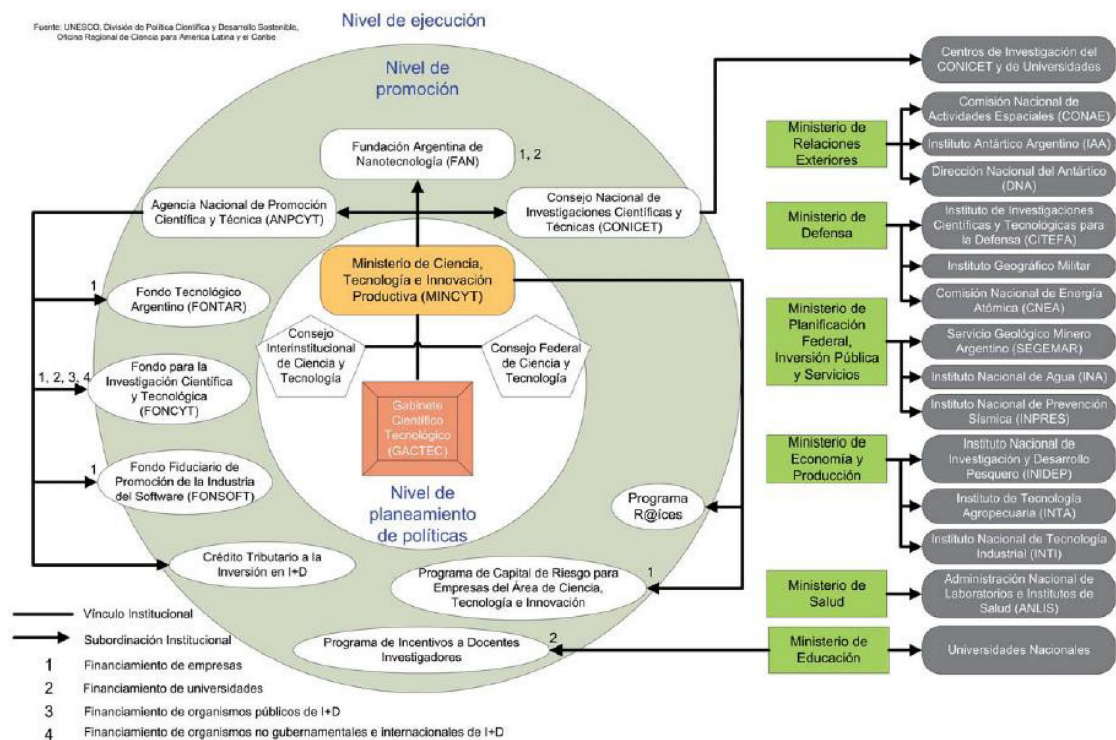 Fuente: UNESCO, División de Política Científica y Desarrollo Sostenible,
Oficina Regional de Ciencia para América Latina y el Caribe
Nivel de ejecución
Nivel de
promoción
Fundación Argentina de
Nanotecnología (FAN)
1, 2
Agencia Nacional de Promoción
Científica y Técnica (ANPCYT)
Consejo Nacional de
Investigaciones Científicas y
Técnicas (CONICET)
Ministerio de Ciencia,
Tecnología e Innovación
Productiva (MINCYT)
Consejo
Interinstitucional
de Ciencia y
Tecnología
Consejo Federal
de Ciencia y
Tecnología
Gabinete
Científico
Tecnológico
(GACTEC)
Nivel de
planeamiento
de políticas
1
Fondo Tecnológico
Argentino (FONTAR)
1, 2, 3, 4
Fondo para la
Investigación Científica
y Tecnológica
(FONCYT)
1
Fondo Fiduciario de
Promoción de la Industria
del Software (FONSOFT)
Crédito Tributario a la
Inversión en I+D
Programa
R@íces
Programa de Capital de Riesgo para
Empresas del Área de Ciencia,
Tecnología e Innovación
1
Programa de Incentivos a Docentes
Investigadores
2
Centros de Investigación del
CONICET y de Universidades
Ministerio de
Relaciones
Exteriores
Comisión Nacional de
Actividades Espaciales (CONAE)
Instituto Antártico Argentino (IAA)
Dirección Nacional del Antártico
(DNA)
Ministerio de
Defensa
Instituto de Investigaciones
Científicas y Tecnológicas para
la Defensa (CITEFA)
Instituto Geográfico Militar
Comisión Nacional de Energía
Atómica (CNEA)
Ministerio de
Planificación
Federal,
Inversión Pública
y Servicios
Servicio Geológico Minero
Argentino (SEGEMAR)
Instituto Nacional de Agua (INA)
Instituto Nacional de Prevención
Sísmica (INPRES)
Ministerio de
Economía y
Producción
Instituto Nacional de
Investigación y Desarrollo
Pesquero (INIDEP)
Instituto de Tecnología
Agropecuaria (INTA)
Instituto Nacional de Tecnología
Industrial (INTI)
Ministerio de
Salud
Administración Nacional de
Laboratorios e Institutos de
Salud (ANLIS)
Ministerio de
Educación
Universidades Nacionales
Vínculo Institucional
Subordinación Institucional
1 Financiamiento de empresas
2 Financiamiento de universidades
3 Financiamiento de organismos públicos de I+D
4 Financiamiento de organismos no gubernamentales e internacionales de I+D